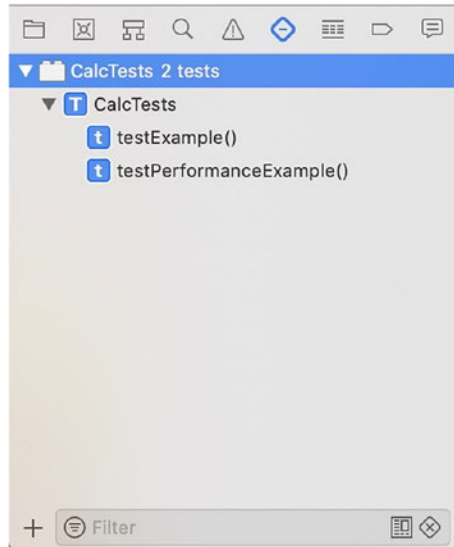 CalcTests 2 tests
T CalcTests
t testExample()
t testPerformanceExample()
Filter